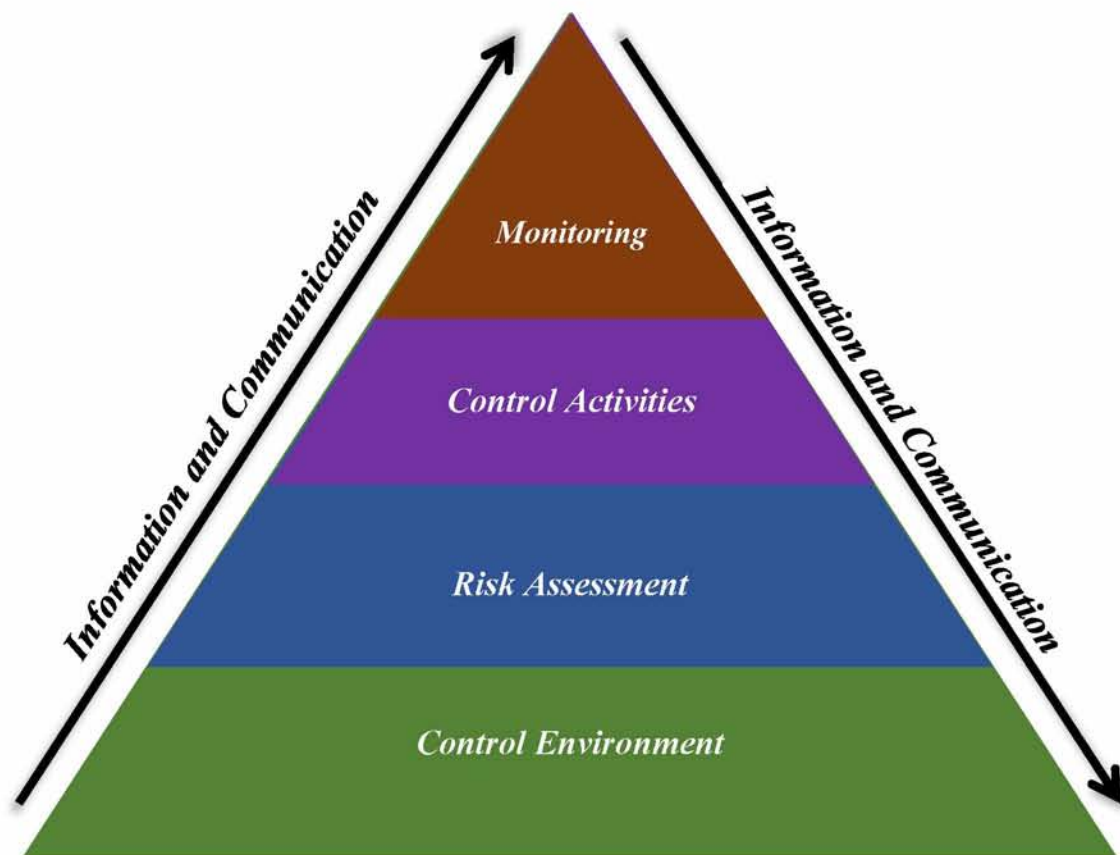 Information and Communication
Information and Communication
Monitoring
Control Activities
Risk Assessment
Control Environment